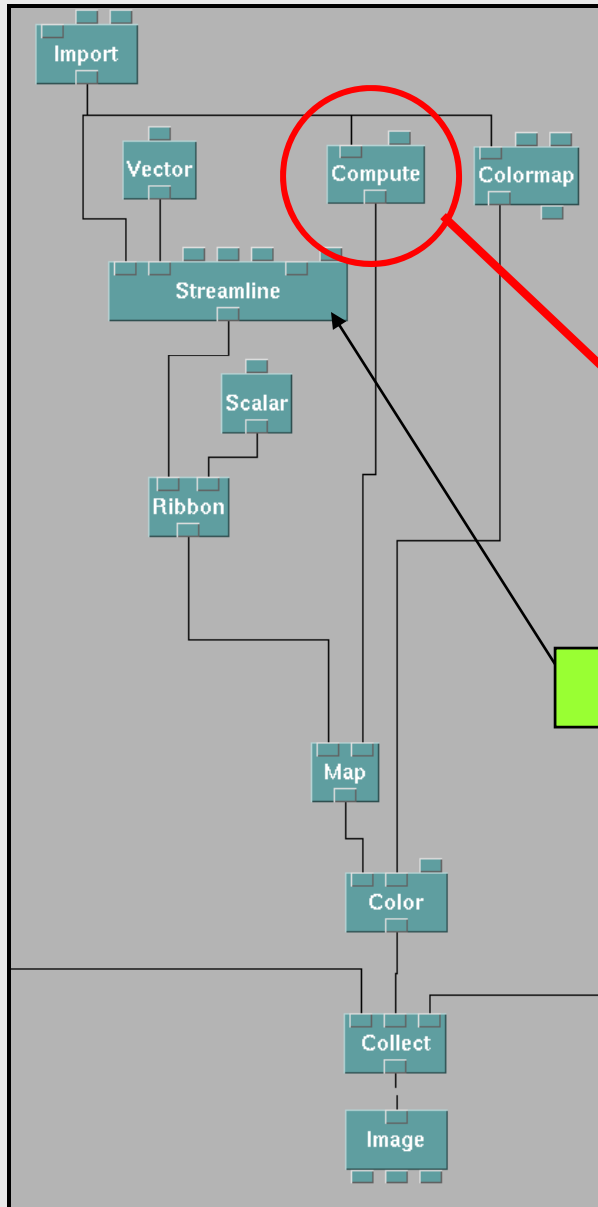 Import
Vector
Compute
Colormap
Streamline
Scalar
Ribbon
Map
Color
Collect
Image